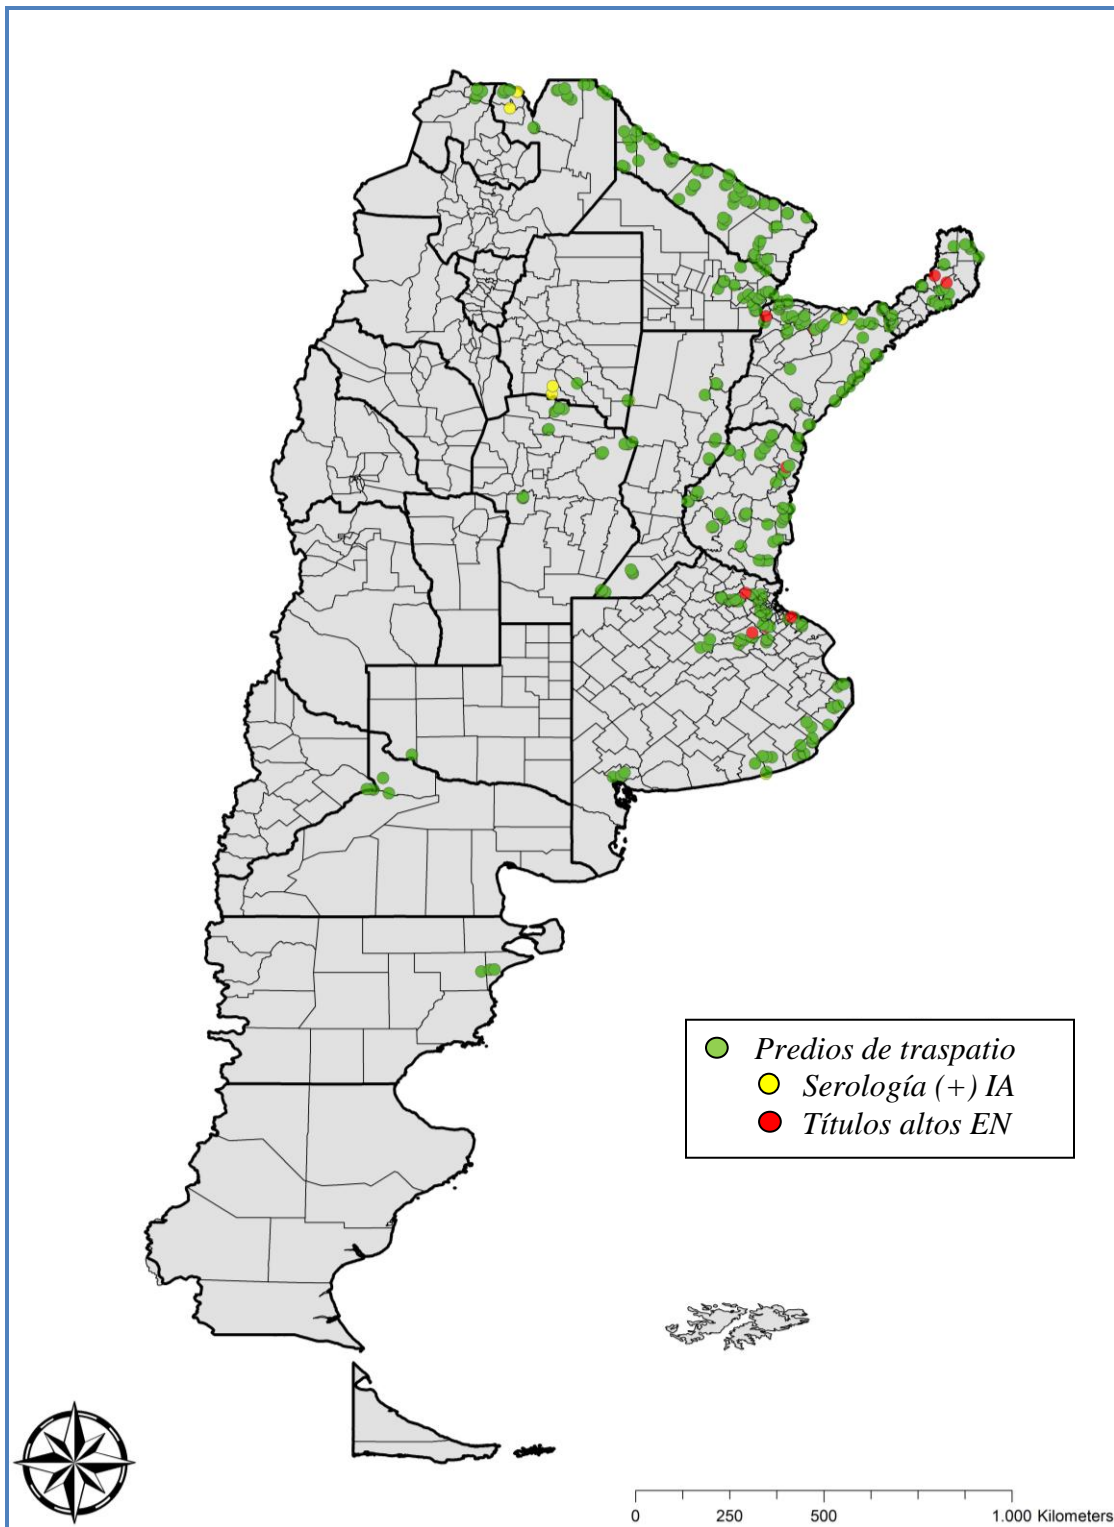 Predios de traspatio
Serología (+) IA
Títulos altos EN
0 250 500 1.000 Kilometers